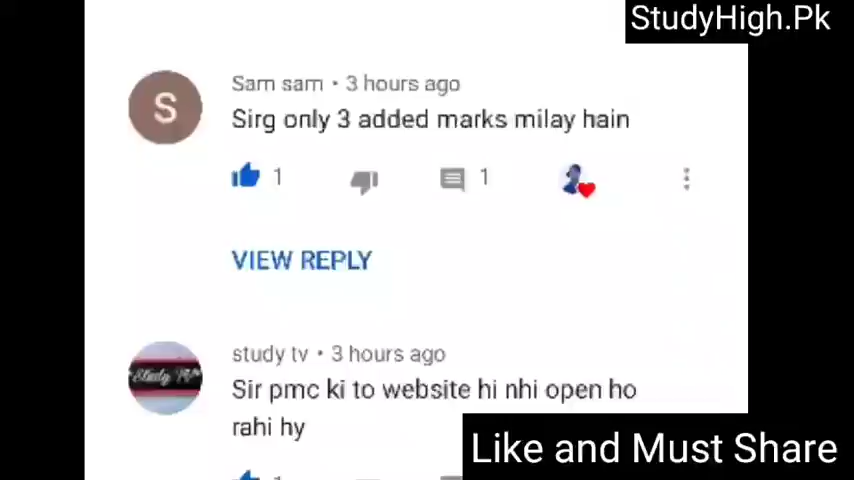 StudyHigh.Pk
S
Sam sam • 3 hours ago
Sirg only 3 added marks milay hain
1
1
VIEW REPLY
Study TV
study tv • 3 hours ago
Sir pmc ki to website hi nhi open ho
rahi hy
Like and Must Share